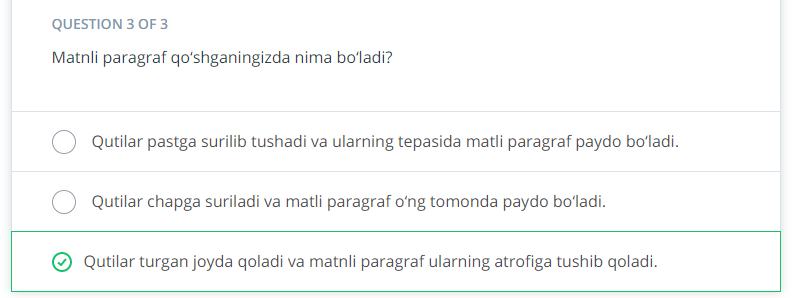 QUESTION 3 OF 3
Matnli paragraf qo‘shganingizda nima bo‘ladi?
Qutilar pastga surilib tushadi va ularning tepasida matli paragraf paydo bo‘ladi.
Qutilar chapga suriladi va matli paragraf o‘ng tomonda paydo bo‘ladi.
Qutilar turgan joyda qoladi va matnli paragraf ularning atrofiga tushib qoladi.